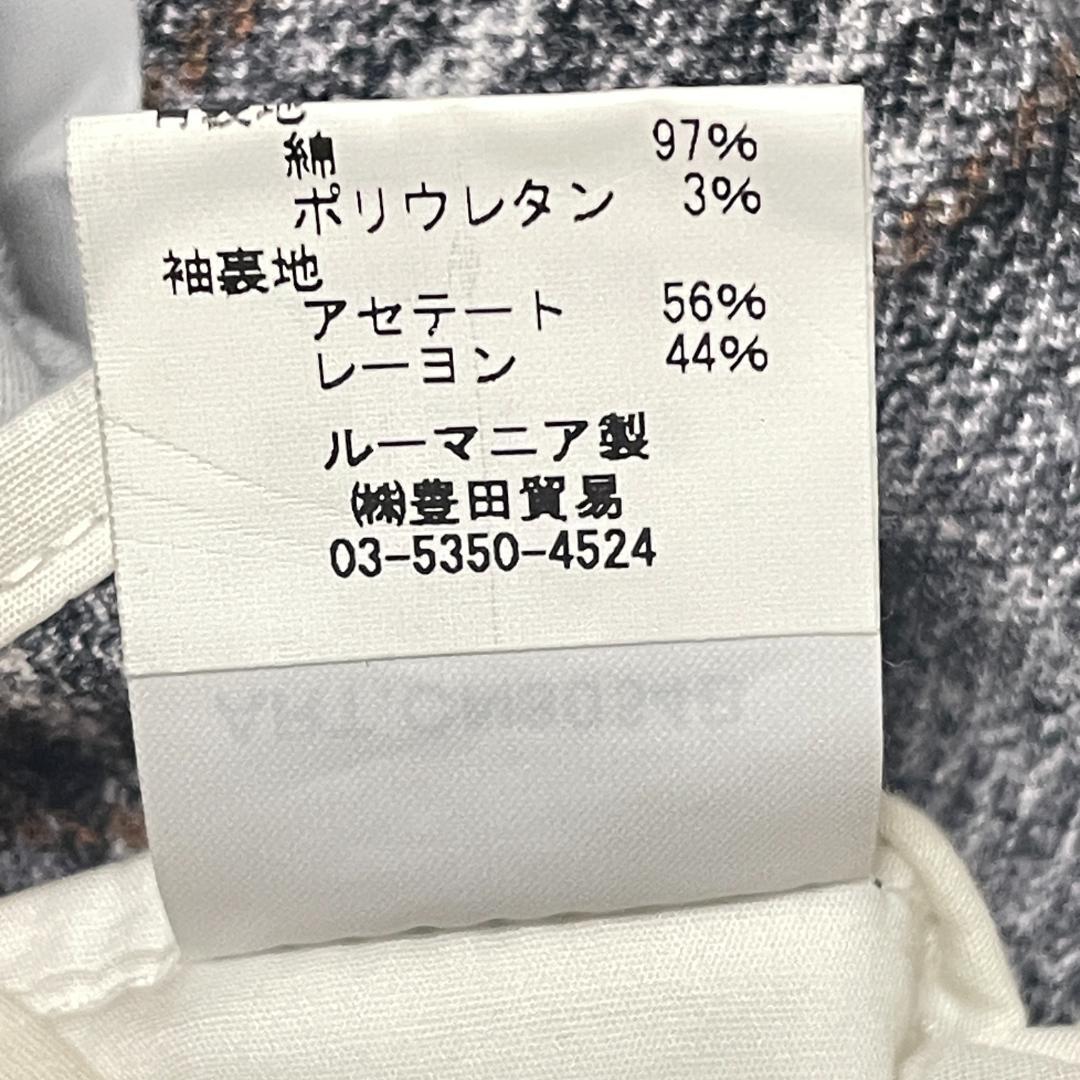 綿 97%
ポリウレタン 3%
袖裏地
アセテート 56%
レーヨン 44%
ルーマニア製
㈱豊田貿易
03-5350-4524